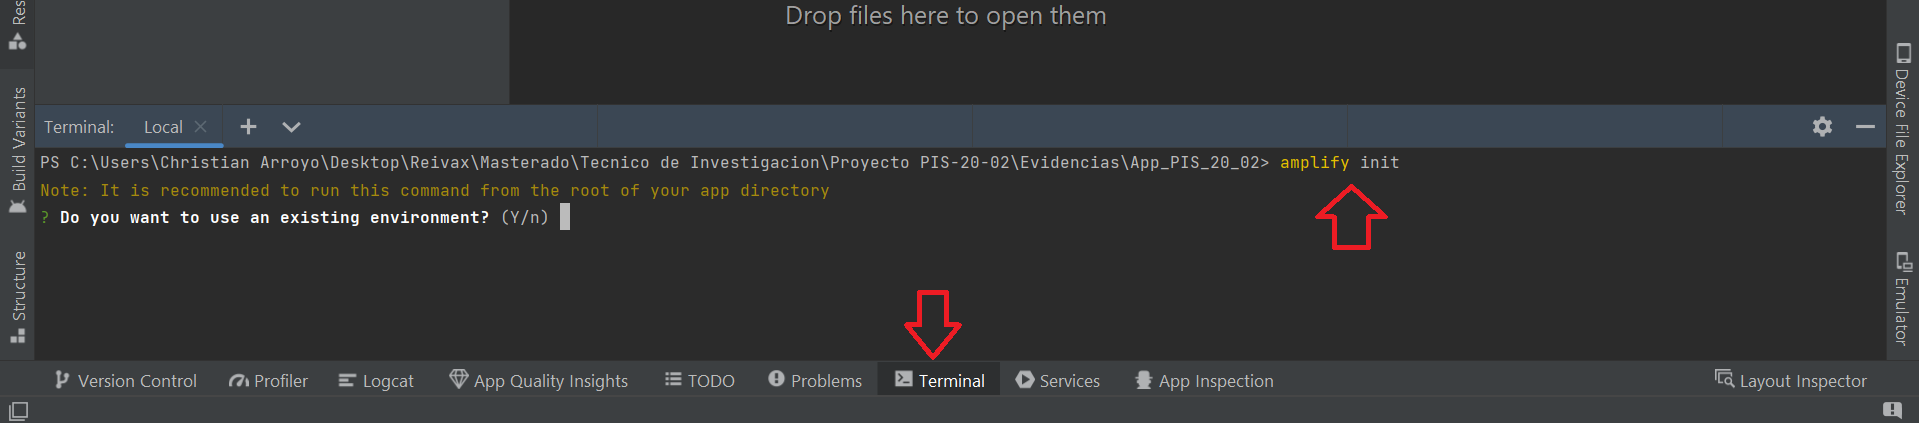 Drop files here to open them
Res
Build Variants
Structure
Terminal: Local
PS C:\Users\Christian Arroyo\Desktop\Reivax\Masterado\Tecnico de Investigacion\Proyecto PIS-20-02\Evidencias\App_PIS_20_02> amplify init
Note: It is recommended to run this command from the root of your app directory
? Do you want to use an existing environment? (Y/n)
Device File Explorer
Emulator
Version Control Profiler Logcat App Quality Insights TODO Problems Terminal Services App Inspection Layout Inspector